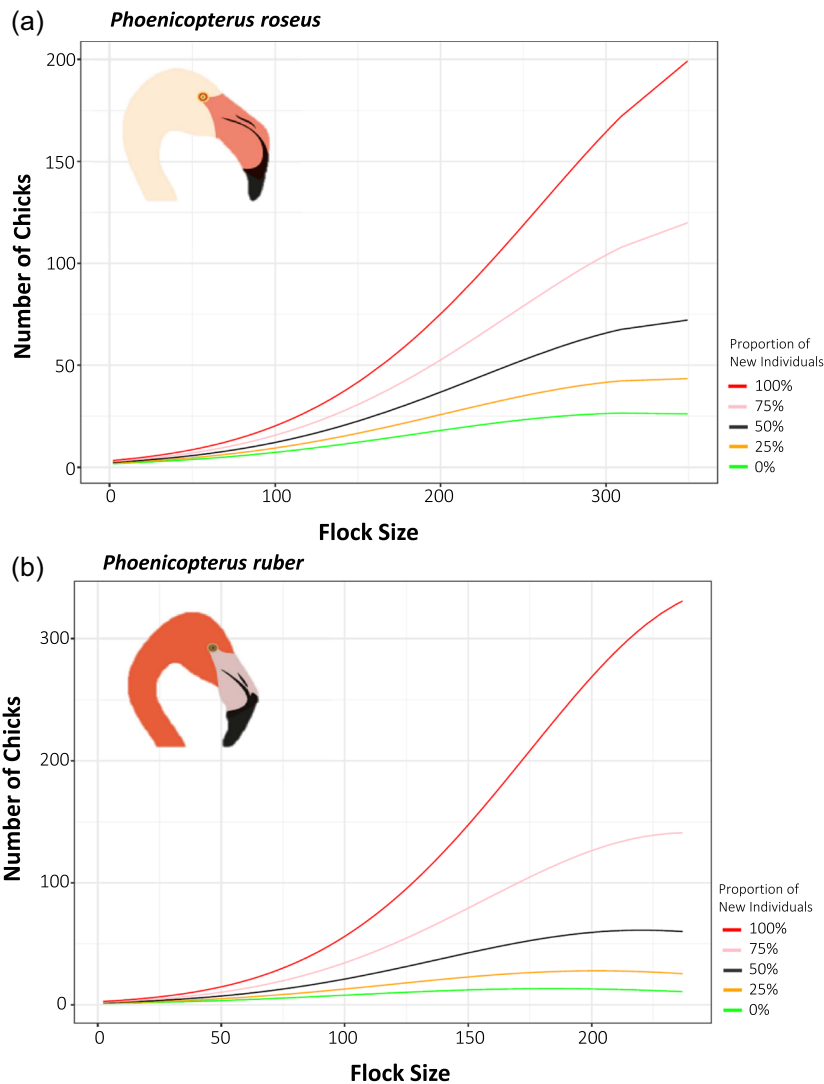 (a)
Phoenicopterus roseus
Number of Chicks
200
150
100
50
0
0 100 200 300
Flock Size
Proportion of
New Individuals
100%
75%
50%
25%
0%
(b)
Phoenicopterus ruber
Number of Chicks
300
200
100
0
0 50 100 150 200
Flock Size
Proportion of
New Individuals
100%
75%
50%
25%
0%